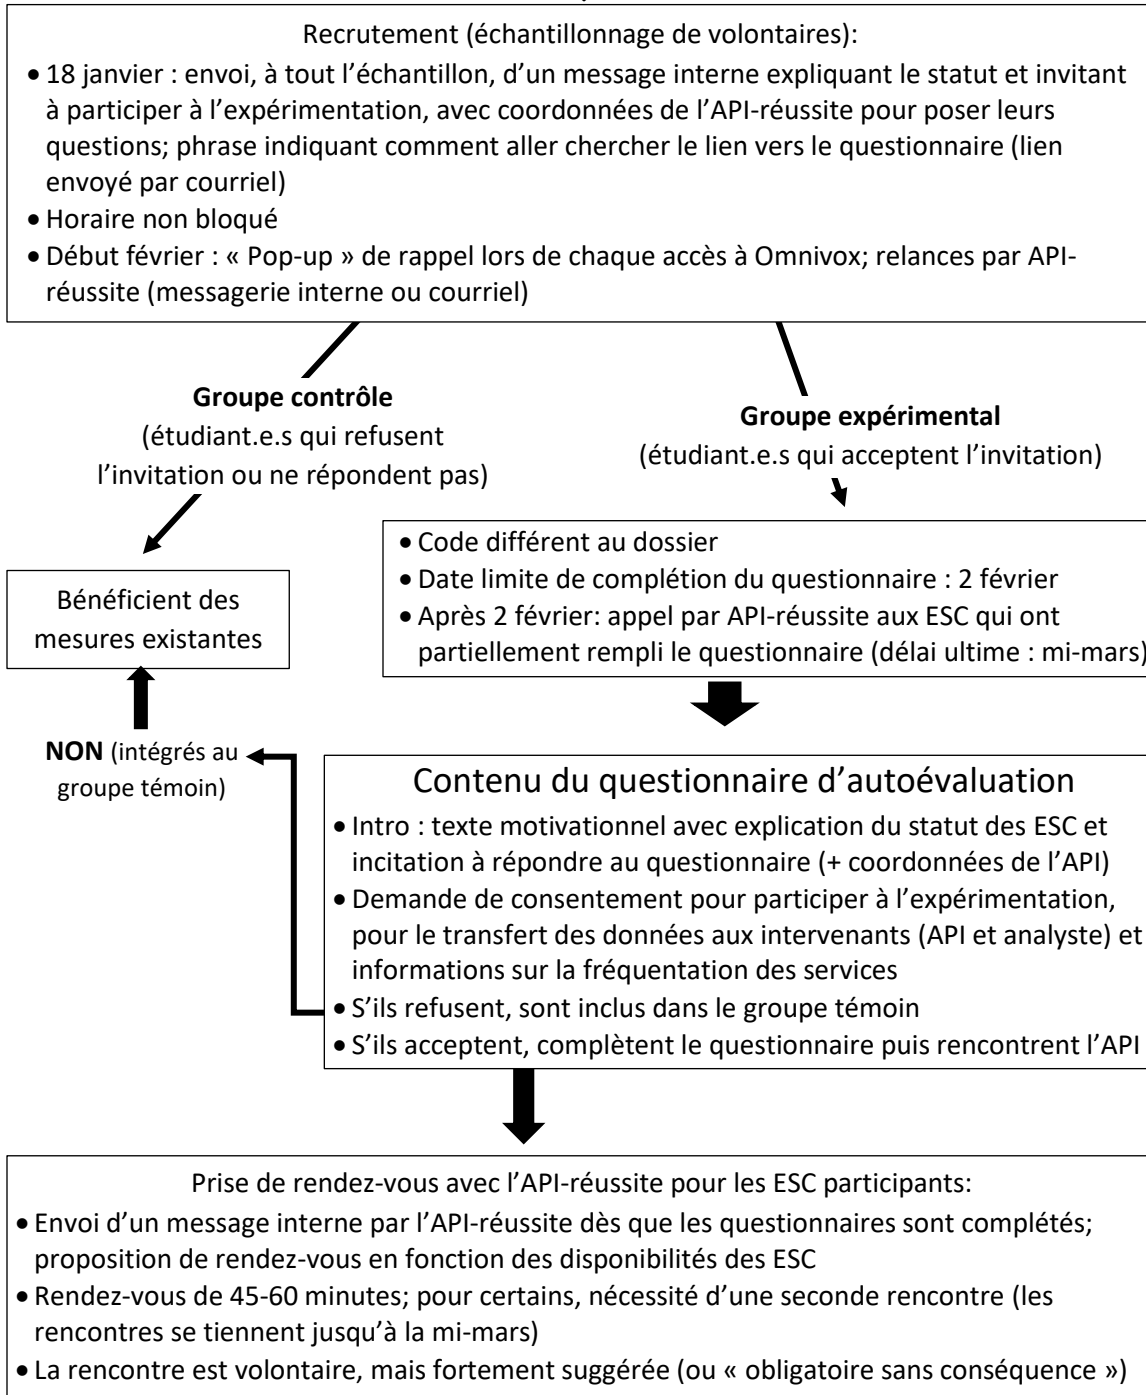 Recrutement (échantillonnage de volontaires):
• 18 janvier : envoi, à tout l'échantillon, d'un message interne expliquant le statut et invitant
à participer à l'expérimentation, avec coordonnées de l'API-réussite pour poser leurs
questions; phrase indiquant comment aller chercher le lien vers le questionnaire (lien
envoyé par courriel)
• Horaire non bloqué
• Début février : « Pop-up » de rappel lors de chaque accès à Omnivox; relances par API-
réussite (messagerie interne ou courriel)
Groupe contrôle
(étudiant.e.s qui refusent
l'invitation ou ne répondent pas)
Groupe expérimental
(étudiant.e.s qui acceptent l'invitation)
Bénéficient des
mesures existantes
• Code différent au dossier
• Date limite de complétion du questionnaire : 2 février
• Après 2 février: appel par API-réussite aux ESC qui ont
partiellement rempli le questionnaire (délai ultime : mi-mars)
NON (intégrés au
groupe témoin)
Contenu du questionnaire d'autoévaluation
• Intro : texte motivationnel avec explication du statut des ESC et
incitation à répondre au questionnaire (+ coordonnées de l'API)
• Demande de consentement pour participer à l'expérimentation,
pour le transfert des données aux intervenants (API et analyste) et
informations sur la fréquentation des services
• S'ils refusent, sont inclus dans le groupe témoin
• S'ils acceptent, complètent le questionnaire puis rencontrent l'API
Prise de rendez-vous avec l'API-réussite pour les ESC participants:
• Envoi d'un message interne par l'API-réussite dès que les questionnaires sont complétés;
proposition de rendez-vous en fonction des disponibilités des ESC
• Rendez-vous de 45-60 minutes; pour certains, nécessité d'une seconde rencontre (les
rencontres se tiennent jusqu'à la mi-mars)
• La rencontre est volontaire, mais fortement suggérée (ou « obligatoire sans conséquence »)